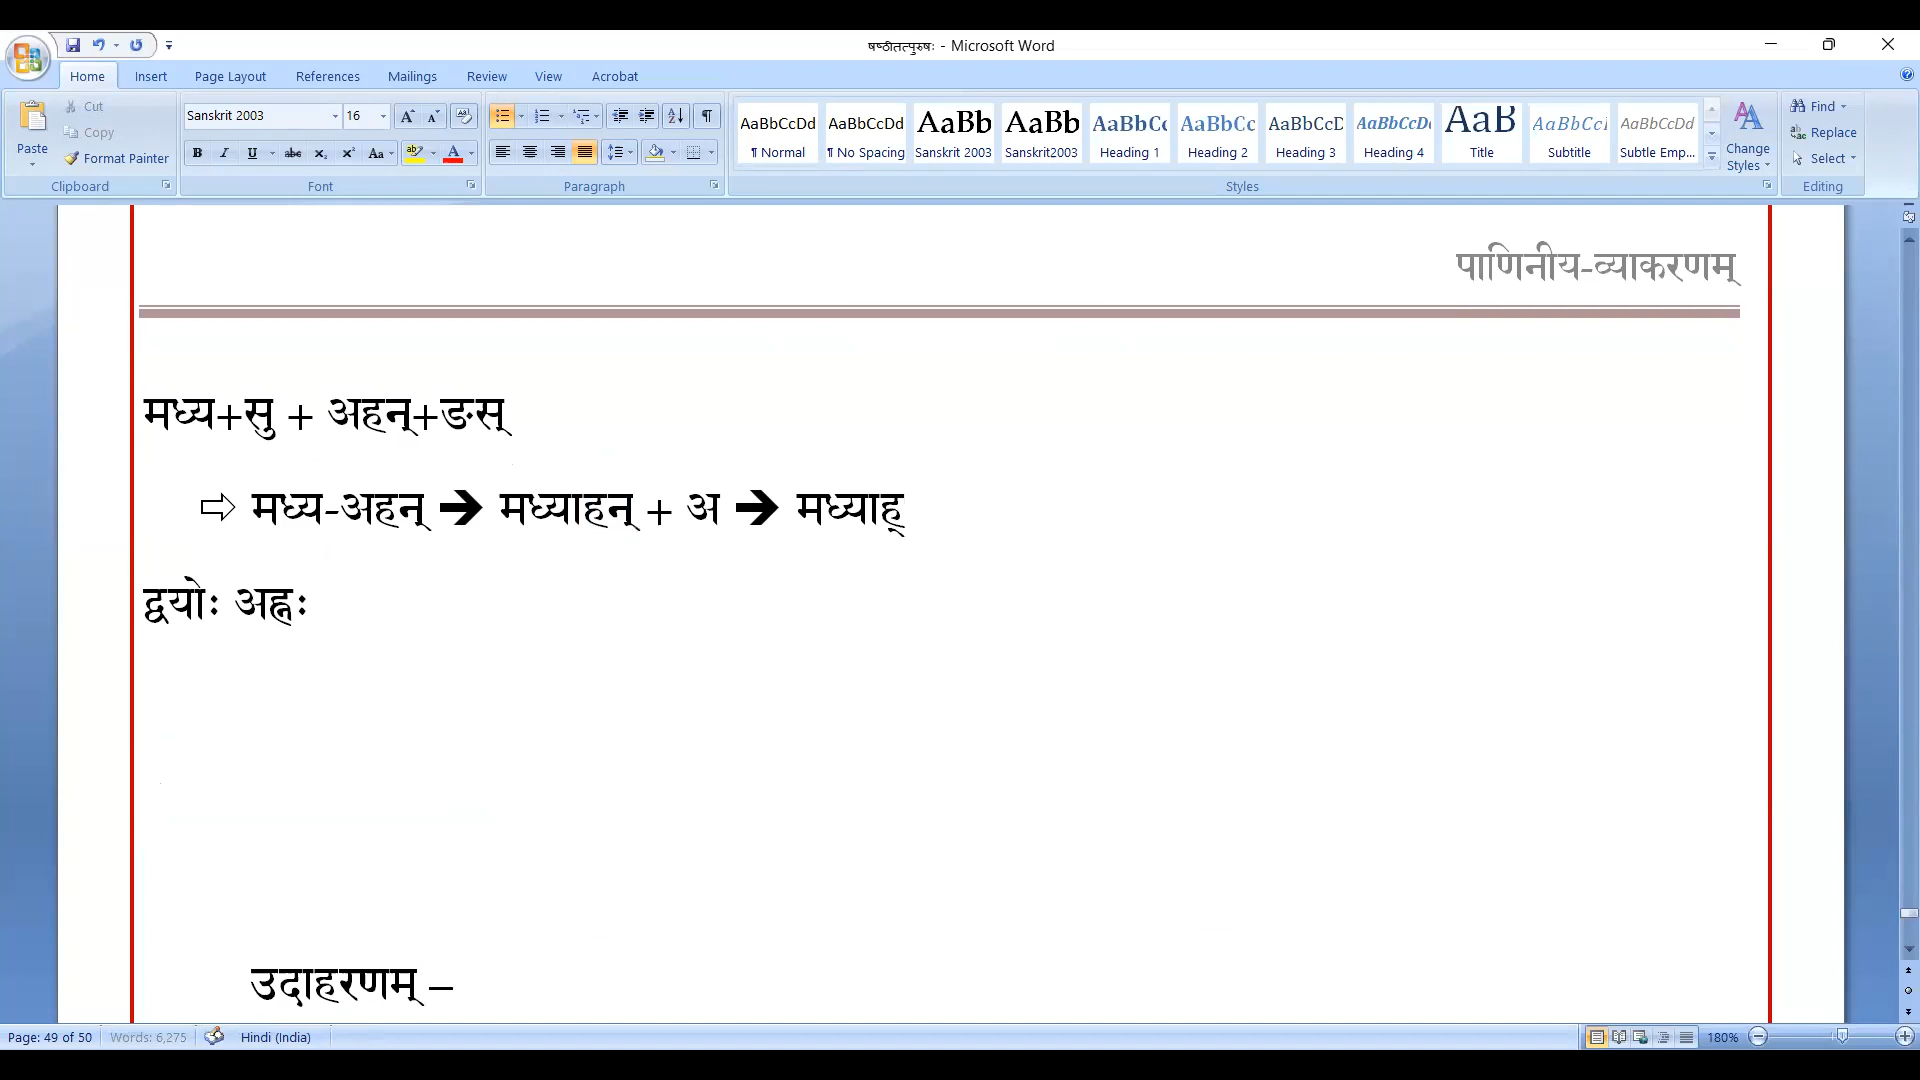 षष्ठीतत्पुरुषः - Microsoft Word
Home Insert Page Layout References Mailings Review View Acrobat
Paste
Cut
Copy
Format Painter
Clipboard
Sanskrit 2003 16
Font
Paragraph
AaBbCcDd AaBbCcDd AaBb AaBb AaBbCc AaBbCc AaBbCcD AaBbCcDd AaB AaBbCc AaBbCcDd
¶ Normal ¶ No Spacing Sanskrit 2003 Sanskrit2003 Heading 1 Heading 2 Heading 3 Heading 4 Title Subtitle Subtle Emp...
Change Styles
Styles
Find
Replace
Select
Editing
पाणिनीय-व्याकरणम्
मध्य+सु + अहन्+ङस्
⇨ मध्य-अहन् ➔ मध्याहन् + अ ➔ मध्याह्
द्वयोः अह्नः
उदाहरणम् –
Page: 49 of 50 Words: 6,275 Hindi (India) 180%